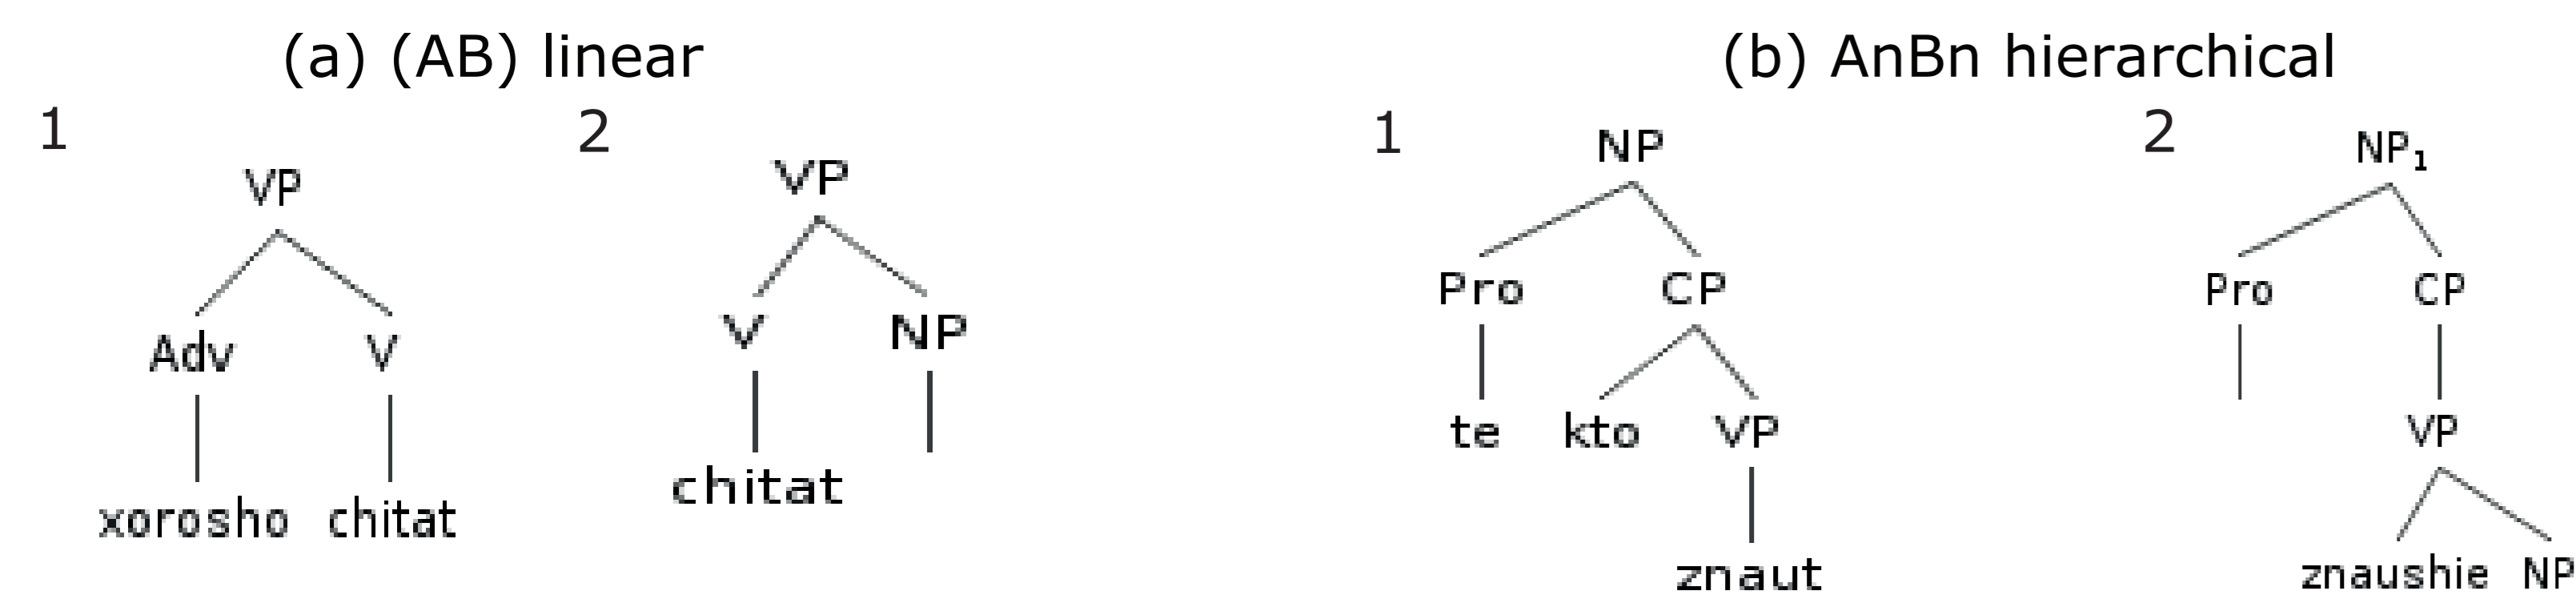 (a) (AB) linear
(b) AnBn hierarchical
1
2
VP
VP
Adv
V
V
NP
xorosho
chitat
chitat
1
2
NP
NP₁
Pro
CP
Pro
CP
te
kto
VP
VP
znaut
znaushie
NP